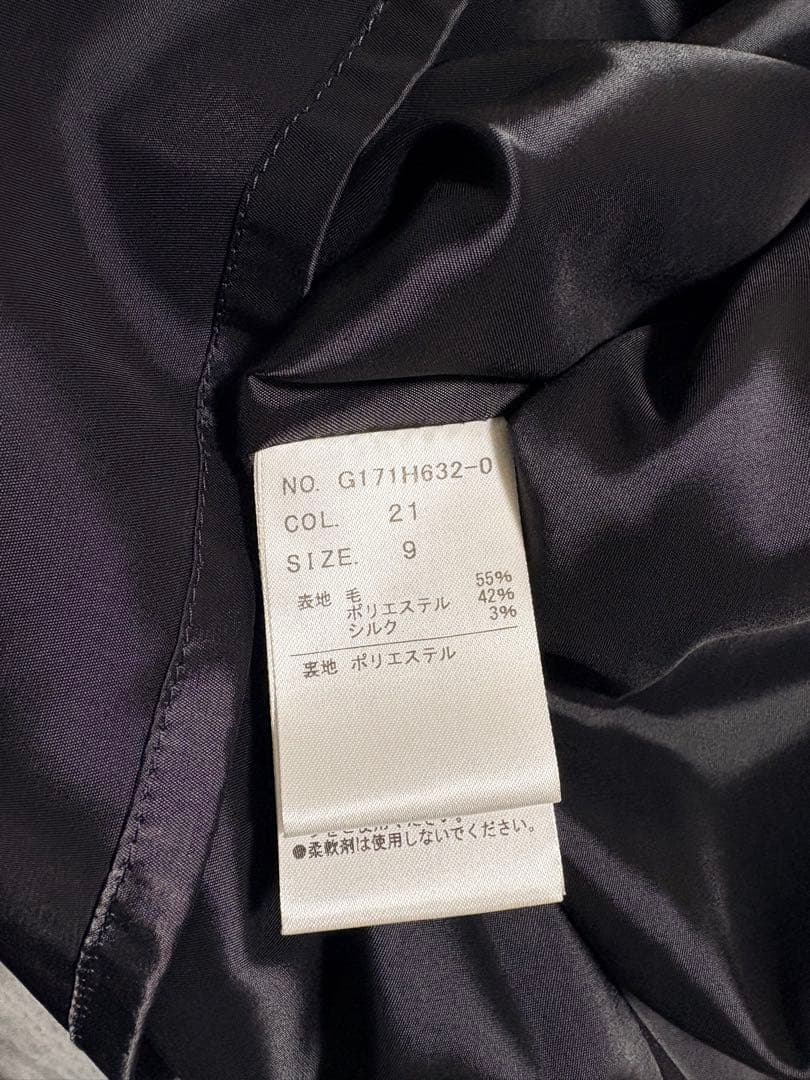 NO. G171H632-0
COL. 21
SIZE. 9
表地 毛 55%
ポリエステル 42%
シルク 3%
裏地 ポリエステル
●柔軟剤は使用しないでください。